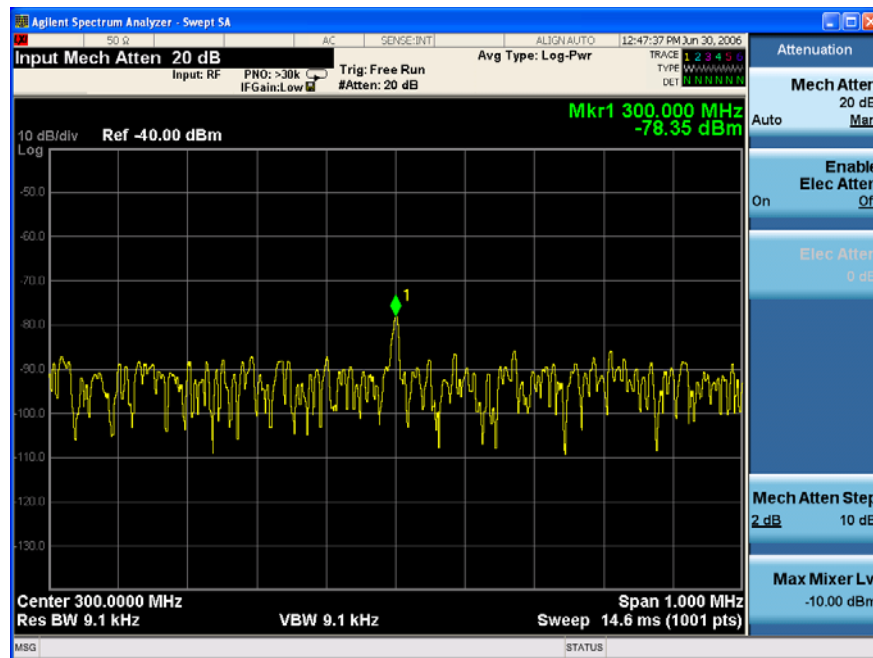 Agilent Spectrum Analyzer - Swept SA
50 Ω AC SENSE:INT ALIGN AUTO 12:47:37 PM Jun 30, 2006
Input Mech Atten 20 dB
Input: RF PNO: >30k IFGain:Low
Trig: Free Run
#Atten: 20 dB
Avg Type: Log-Pwr
TRACE 1 2 3 4 5 6
TYPE WWWWWWW
DET N N N N N N
Mkr1 300.000 MHz
-78.35 dBm
10 dB/div Ref -40.00 dBm
Log
-50.0
-60.0
-70.0
-80.0
-90.0
-100.0
-110.0
-120.0
-130.0
1
Center 300.0000 MHz Span 1.000 MHz
Res BW 9.1 kHz VBW 9.1 kHz Sweep 14.6 ms (1001 pts)
MSG STATUS
Attenuation
Mech Atten
20 dB
Auto Man
Enable
Elec Atten
On Off
Elec Atten
0 dB
Mech Atten Step
2 dB 10 dB
Max Mixer Lvl
-10.00 dBm